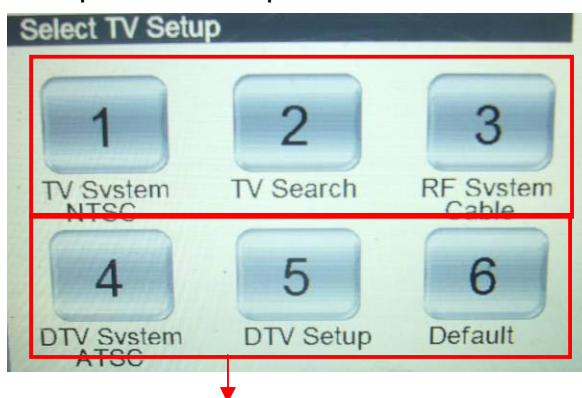 Select TV Setup
1 2 3
TV System TV Search RF System
NTSC Cable
4 5 6
DTV System DTV Setup Default
ATSC